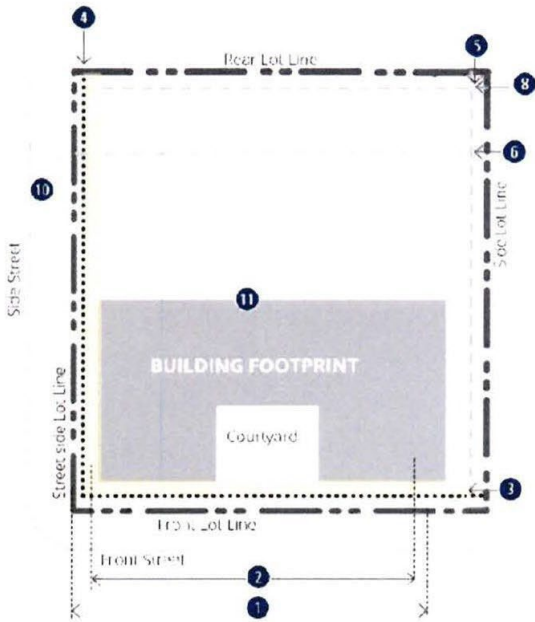 4
Rear Lot Line
5
8
6
10
Side Street
Side Lot Line
11
BUILDING FOOTPRINT
Courtyard
Street side Lot Line
3
Front Lot Line
Front Street
2
1